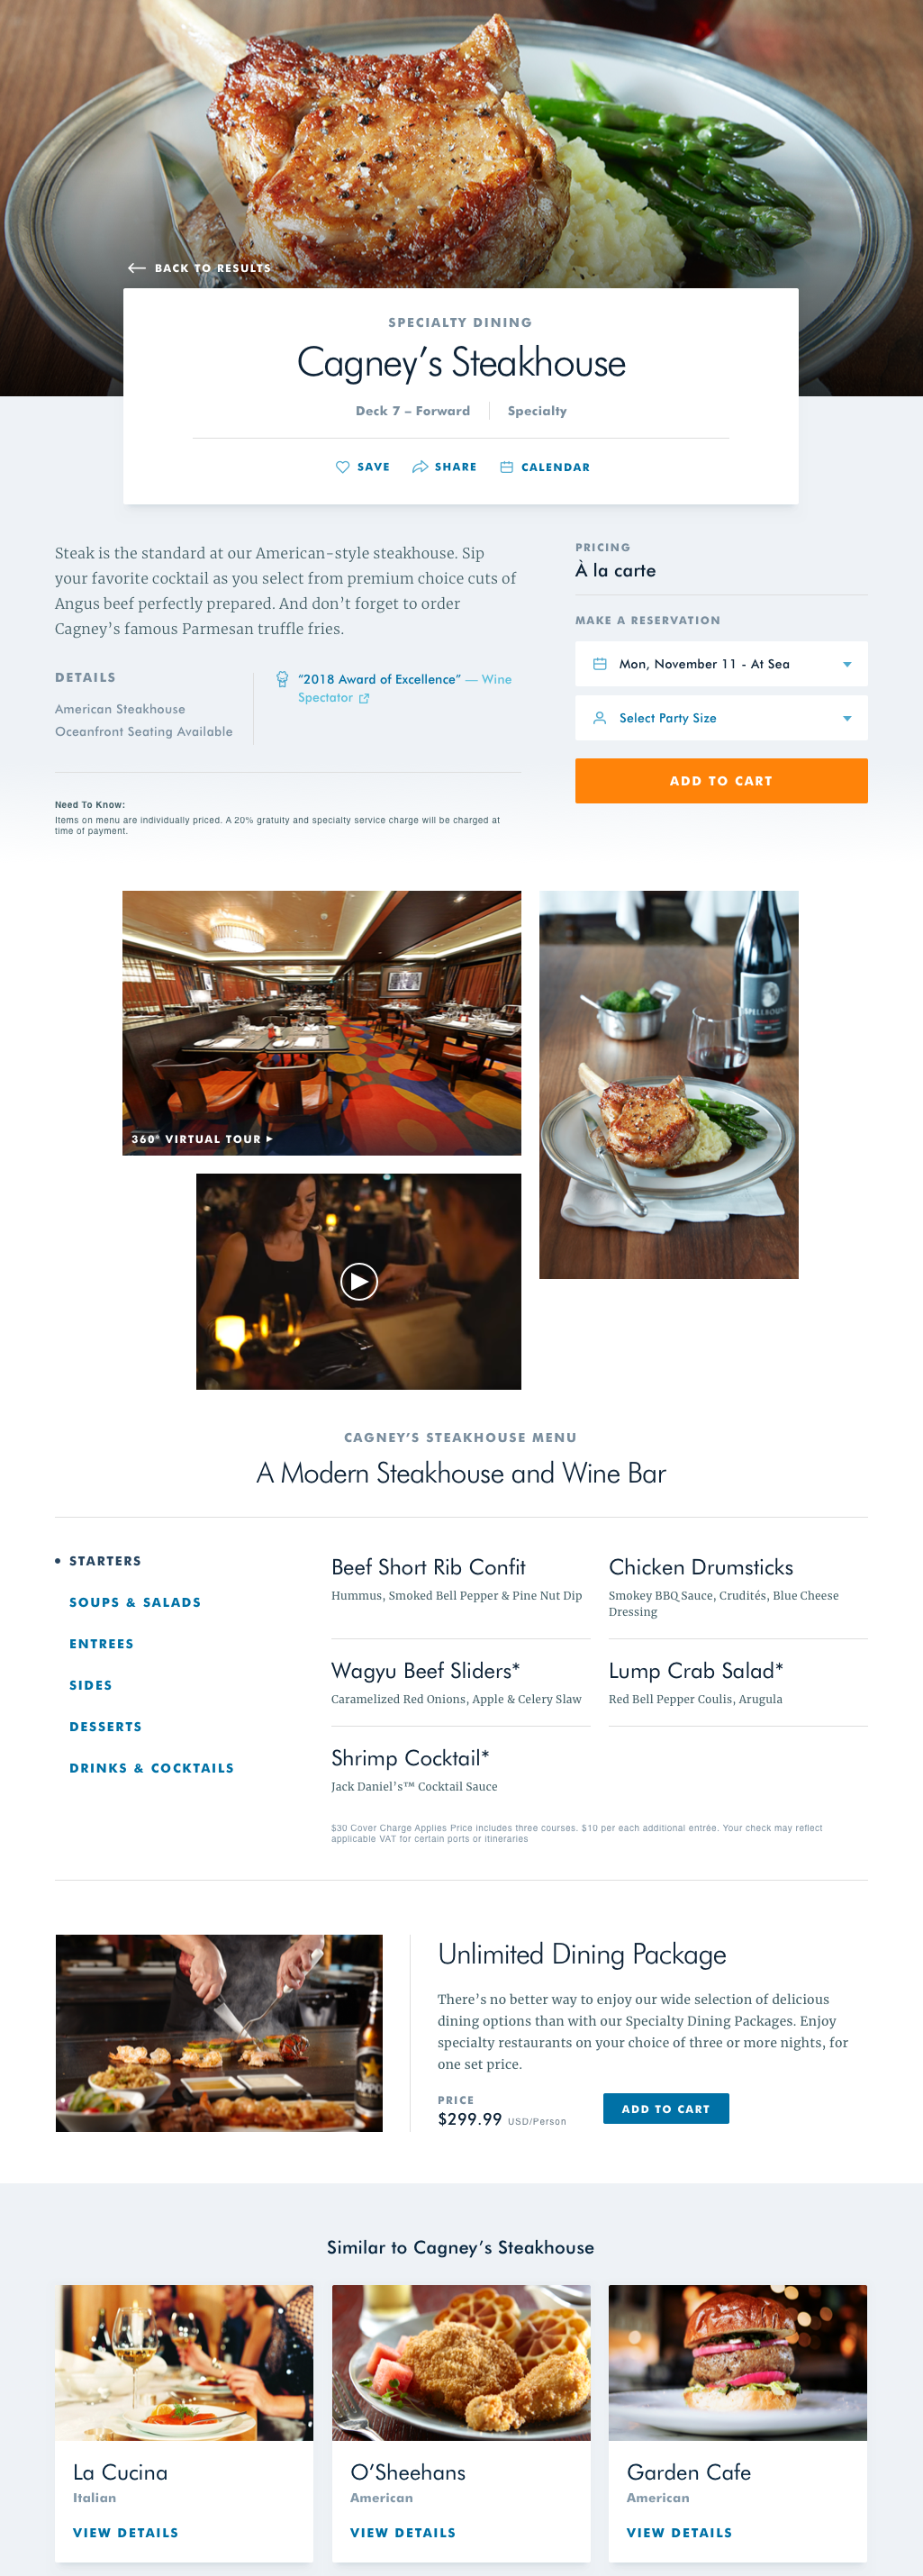 BACK TO RESULTS
SPECIALTY DINING
Cagney’s Steakhouse
Deck 7 – Forward
Specialty
SAVE
SHARE
CALENDAR
Steak is the standard at our American-style steakhouse. Sip
your favorite cocktail as you select from premium choice cuts of
Angus beef perfectly prepared. And don’t forget to order
Cagney’s famous Parmesan truffle fries.
DETAILS
American Steakhouse
Oceanfront Seating Available
“2018 Award of Excellence” — Wine
Spectator
Need To Know:
Items on menu are individually priced. A 20% gratuity and specialty service charge will be charged at
time of payment.
PRICING
À la carte
MAKE A RESERVATION
Mon, November 11 - At Sea
Select Party Size
ADD TO CART
360° VIRTUAL TOUR
SPELLBOUND
CAGNEY’S STEAKHOUSE MENU
A Modern Steakhouse and Wine Bar
STARTERS
SOUPS & SALADS
ENTREES
SIDES
DESSERTS
DRINKS & COCKTAILS
Beef Short Rib Confit
Hummus, Smoked Bell Pepper & Pine Nut Dip
Chicken Drumsticks
Smokey BBQ Sauce, Crudités, Blue Cheese
Dressing
Wagyu Beef Sliders*
Caramelized Red Onions, Apple & Celery Slaw
Lump Crab Salad*
Red Bell Pepper Coulis, Arugula
Shrimp Cocktail*
Jack Daniel’s™ Cocktail Sauce
$30 Cover Charge Applies Price includes three courses. $10 per each additional entrée. Your check may reflect
applicable VAT for certain ports or itineraries
Unlimited Dining Package
There’s no better way to enjoy our wide selection of delicious
dining options than with our Specialty Dining Packages. Enjoy
specialty restaurants on your choice of three or more nights, for
one set price.
PRICE
$299.99 USD/Person
ADD TO CART
Similar to Cagney’s Steakhouse
La Cucina
Italian
VIEW DETAILS
O’Sheehans
American
VIEW DETAILS
Garden Cafe
American
VIEW DETAILS